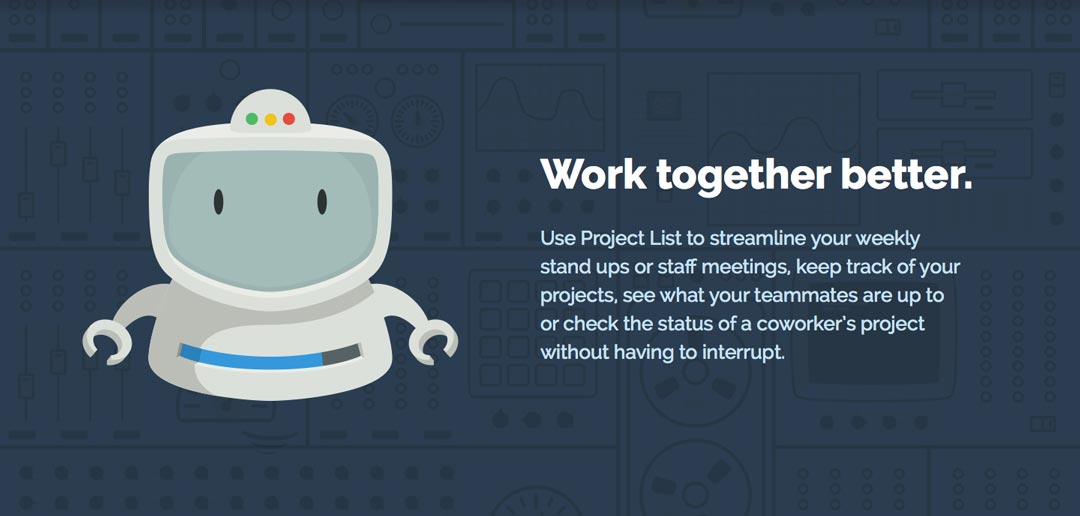 Work together better.
Use Project List to streamline your weekly
stand ups or staff meetings, keep track of your
projects, see what your teammates are up to
or check the status of a coworker's project
without having to interrupt.